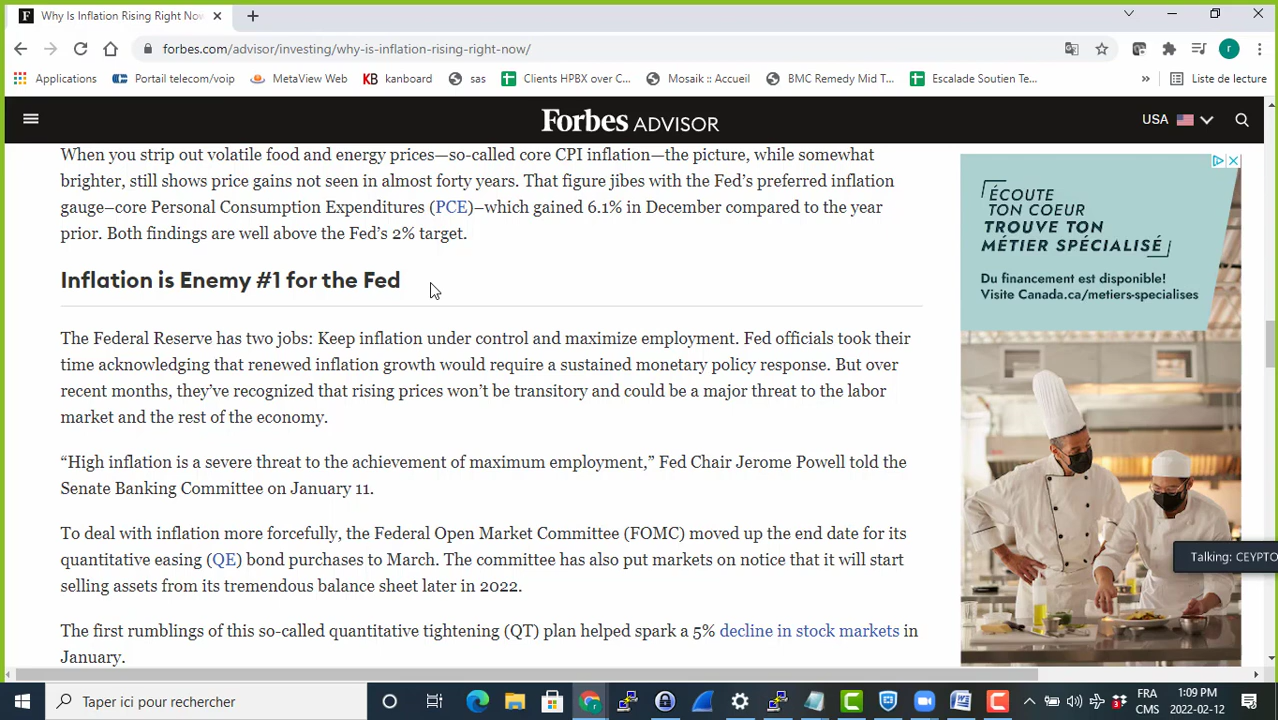 Why Is Inflation Rising Right Now
forbes.com/advisor/investing/why-is-inflation-rising-right-now/
r
Applications
Portail telecom/voip
MetaView Web
KB kanboard
sas
Clients HPBX over C...
Mosaik :: Accueil
BMC Remedy Mid T...
Escalade Soutien Te...
»
Liste de lecture
Forbes ADVISOR
USA
When you strip out volatile food and energy prices—so-called core CPI inflation—the picture, while somewhat
brighter, still shows price gains not seen in almost forty years. That figure jibes with the Fed's preferred inflation
gauge–core Personal Consumption Expenditures (PCE)–which gained 6.1% in December compared to the year
prior. Both findings are well above the Fed's 2% target.
Inflation is Enemy #1 for the Fed
The Federal Reserve has two jobs: Keep inflation under control and maximize employment. Fed officials took their
time acknowledging that renewed inflation growth would require a sustained monetary policy response. But over
recent months, they've recognized that rising prices won't be transitory and could be a major threat to the labor
market and the rest of the economy.
“High inflation is a severe threat to the achievement of maximum employment,” Fed Chair Jerome Powell told the
Senate Banking Committee on January 11.
To deal with inflation more forcefully, the Federal Open Market Committee (FOMC) moved up the end date for its
quantitative easing (QE) bond purchases to March. The committee has also put markets on notice that it will start
selling assets from its tremendous balance sheet later in 2022.
The first rumblings of this so-called quantitative tightening (QT) plan helped spark a 5% decline in stock markets in
January.
ÉCOUTE
TON COEUR
TROUVE TON
MÉTIER SPÉCIALISÉ
Du financement est disponible!
Visite Canada.ca/metiers-specialises
Talking: CEYPTO
Taper ici pour rechercher
FRA
CMS
1:09 PM
2022-02-12